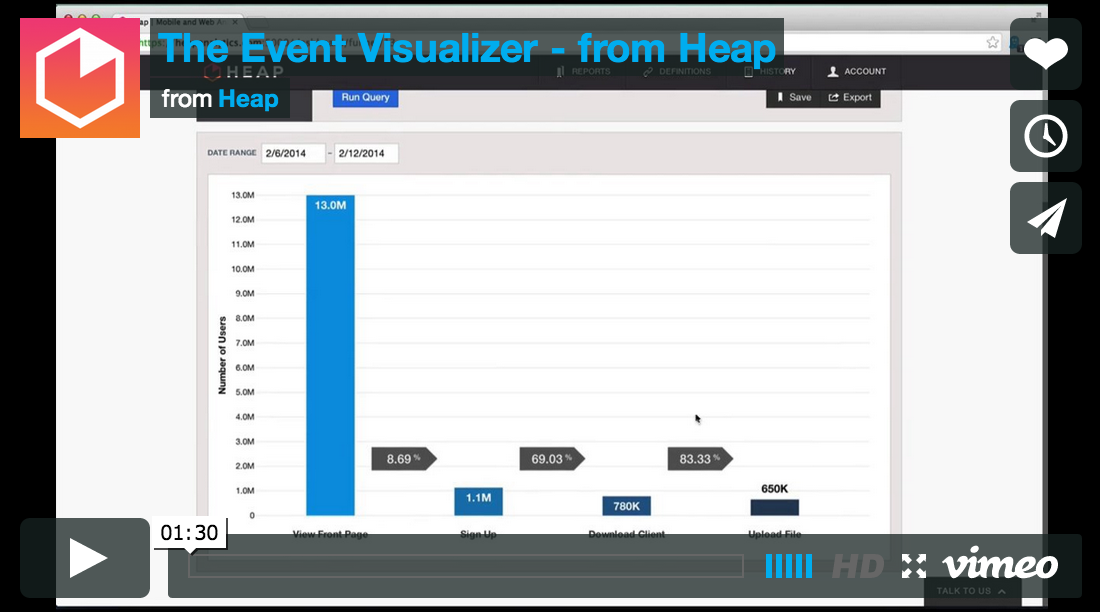 The Event Visualizer - from Heap
from Heap
HEAP
REPORTS
DEFINITIONS
HISTORY
ACCOUNT
Run Query
Save
Export
DATE RANGE 2/6/2014 - 2/12/2014
Number of Users
13.0M
12.0M
11.0M
10.0M
9.0M
8.0M
7.0M
6.0M
5.0M
4.0M
3.0M
2.0M
1.0M
0
13.0M
8.69 %
69.03 %
83.33 %
1.1M
780K
650K
View Front Page
Sign Up
Download Client
Upload File
01:30
HD
vimeo
TALK TO US